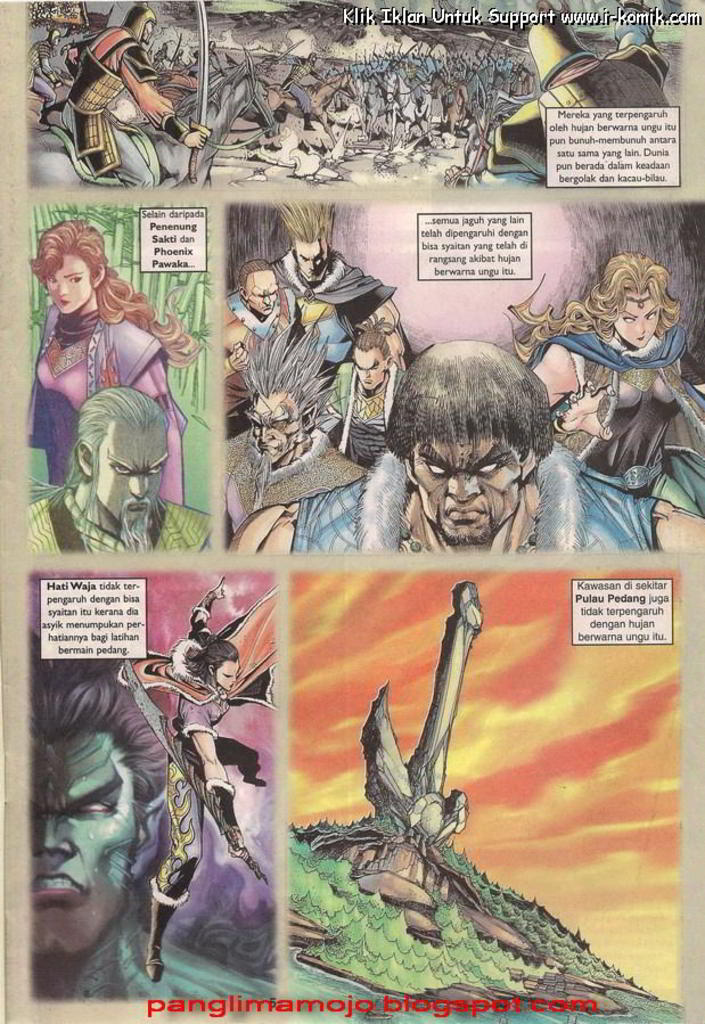 Klik Iklan Untuk Support www.i-komik.com
Mereka yang terpengaruh
oleh hujan berwarna ungu itu
pun bunuh-membunuh antara
satu sama yang lain. Dunia
pun berada dalam keadaan
bergolak dan kacau-bilau.
Selain daripada
Penenung
Sakti dan
Phoenix
Pawaka...
...semua jaguh yang lain
telah dipengaruhi dengan
bisa syaitan yang telah di
rangsang akibat hujan
berwarna ungu itu.
Hati Waja tidak ter-
pengaruh dengan bisa
syaitan itu kerana dia
asyik menumpukan per-
hatiannya bagi latihan
bermain pedang.
Kawasan di sekitar
Pulau Pedang juga
tidak terpengaruh
dengan hujan
berwarna ungu itu.
panglimamojo.blogspot.com